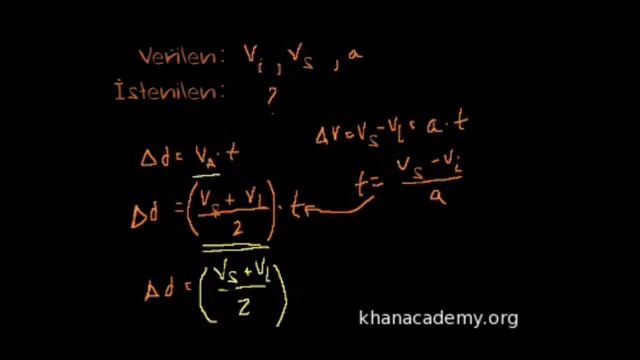 Verilen: Vᵢ, Vₛ, a
İstenilen: ?
ΔV = Vₛ - Vᵢ = a · t
Δd = V_A · t
t = (Vₛ - Vᵢ) / a
Δd = ((Vₛ + Vᵢ) / 2) · t
Δd = ((Vₛ + Vᵢ) / 2)
khanacademy.org